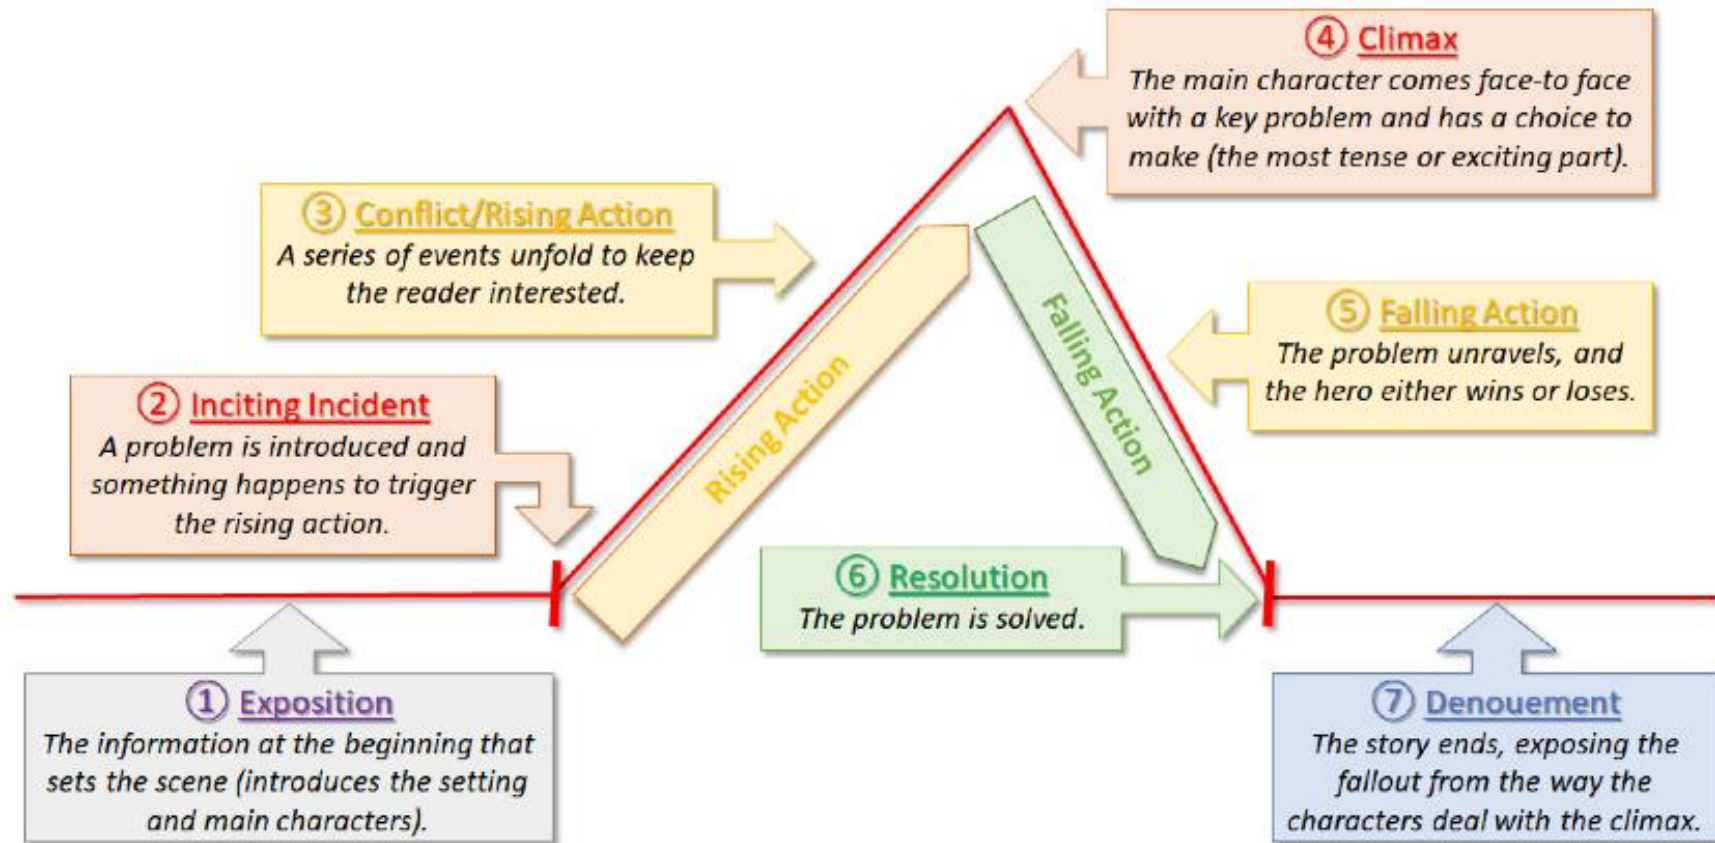 ④ Climax
The main character comes face-to face
with a key problem and has a choice to
make (the most tense or exciting part).
③ Conflict/Rising Action
A series of events unfold to keep
the reader interested.
⑤ Falling Action
The problem unravels, and
the hero either wins or loses.
② Inciting Incident
A problem is introduced and
something happens to trigger
the rising action.
Rising Action
Falling Action
⑥ Resolution
The problem is solved.
① Exposition
The information at the beginning that
sets the scene (introduces the setting
and main characters).
⑦ Denouement
The story ends, exposing the
fallout from the way the
characters deal with the climax.